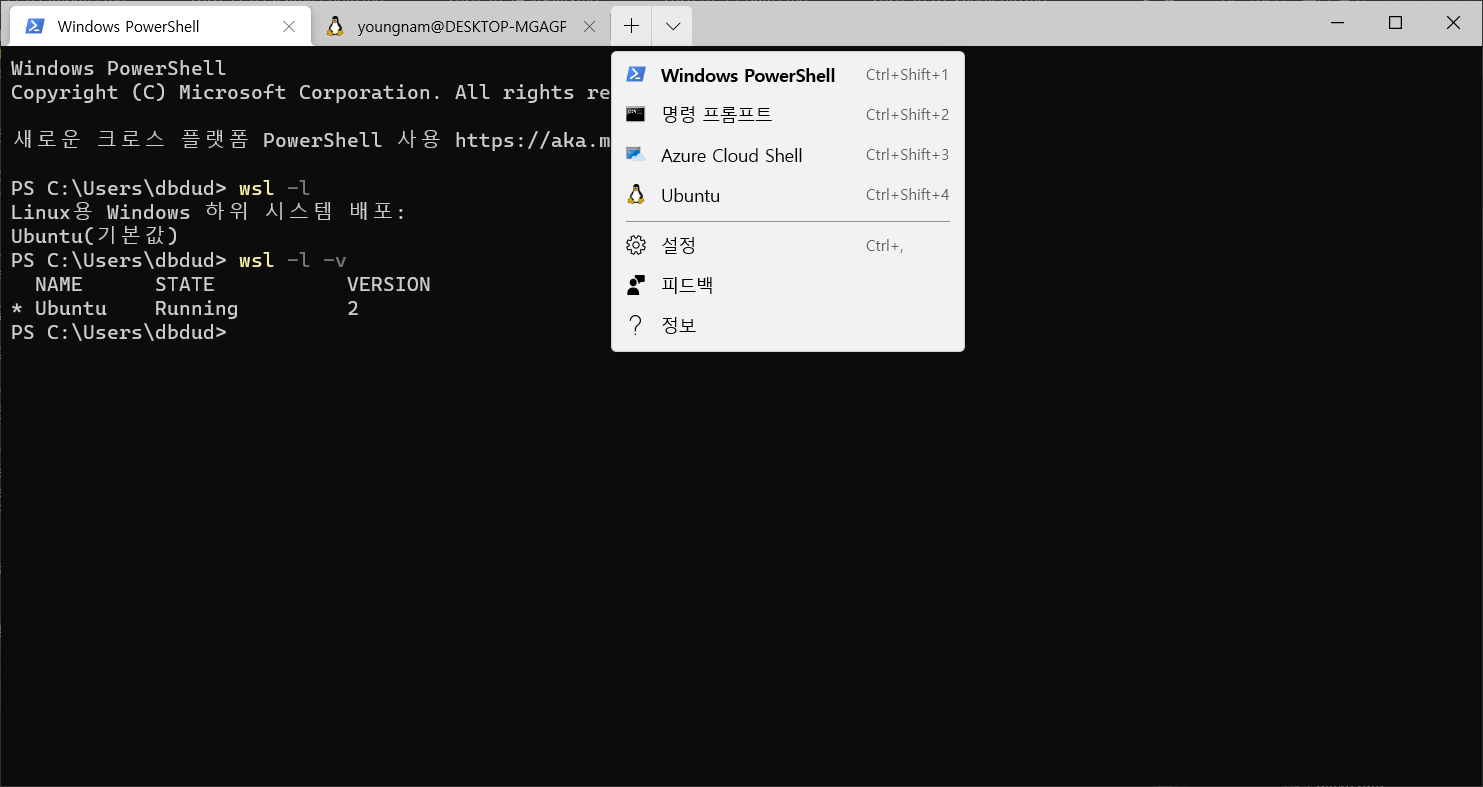 Windows PowerShell
youngnam@DESKTOP-MGAGF
Windows PowerShell
Copyright (C) Microsoft Corporation. All rights re
새로운 크로스 플랫폼 PowerShell 사용 https://aka.m
PS C:\Users\dbdud> wsl -l
Linux용 Windows 하위 시스템 배포:
Ubuntu(기본값)
PS C:\Users\dbdud> wsl -l -v
NAME STATE VERSION
* Ubuntu Running 2
PS C:\Users\dbdud>
Windows PowerShell Ctrl+Shift+1
명령 프롬프트 Ctrl+Shift+2
Azure Cloud Shell Ctrl+Shift+3
Ubuntu Ctrl+Shift+4
설정 Ctrl+,
피드백
정보